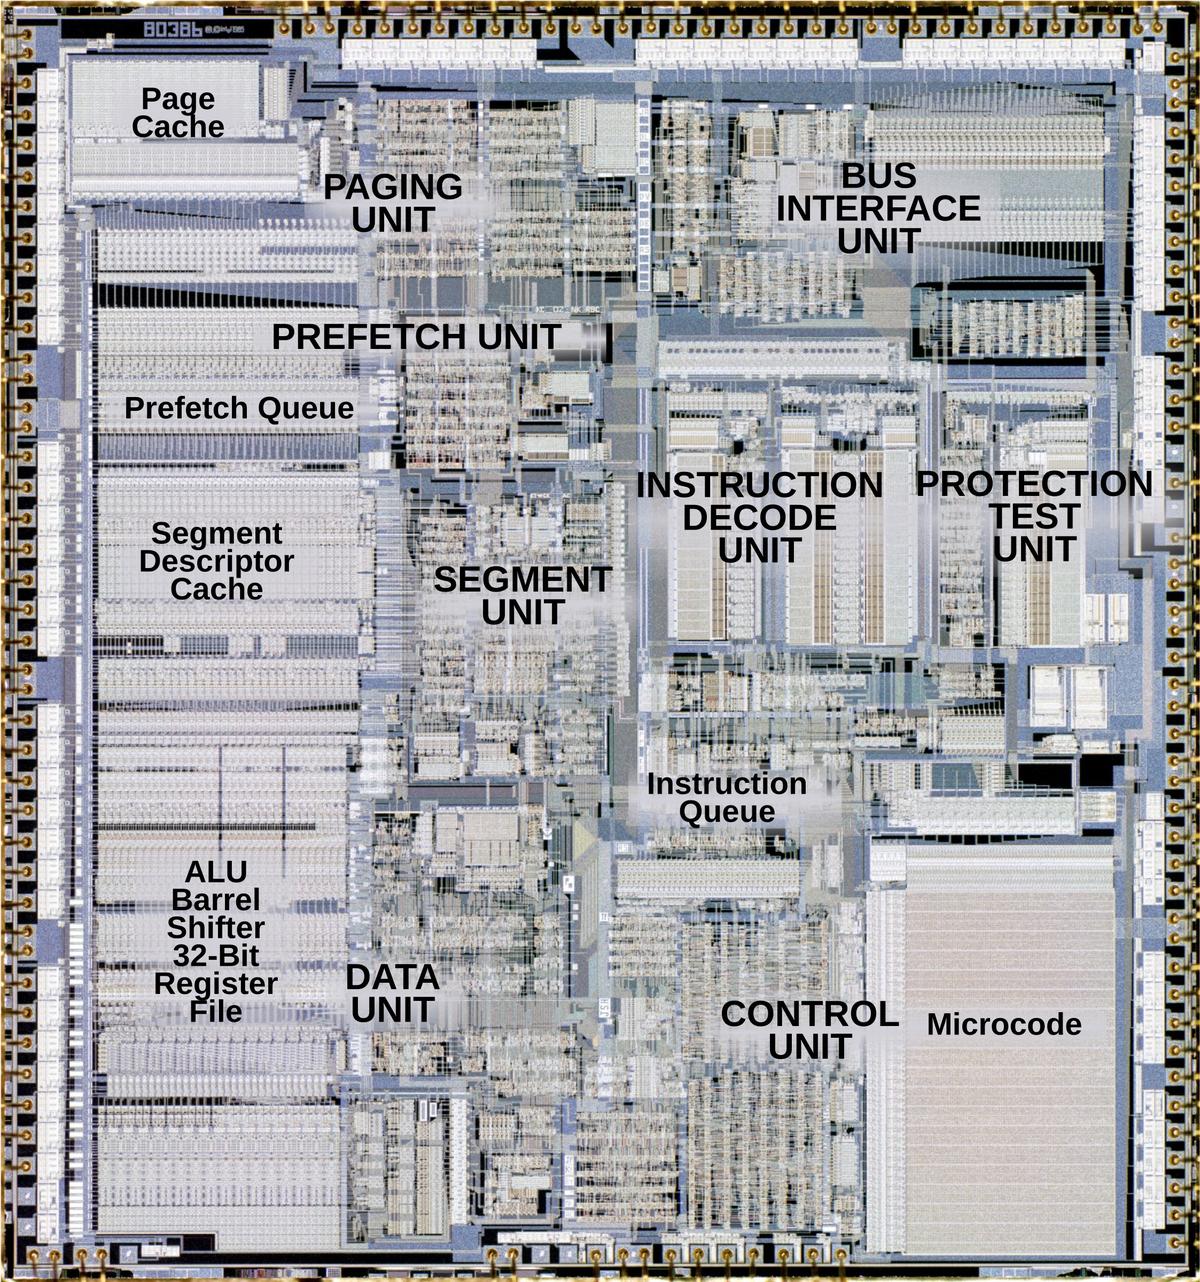 80386
Page
Cache
PAGING
UNIT
BUS
INTERFACE
UNIT
PREFETCH UNIT
Prefetch Queue
INSTRUCTION
DECODE
UNIT
PROTECTION
TEST
UNIT
Segment
Descriptor
Cache
SEGMENT
UNIT
Instruction
Queue
ALU
Barrel
Shifter
32-Bit
Register
File
DATA
UNIT
CONTROL
UNIT
Microcode